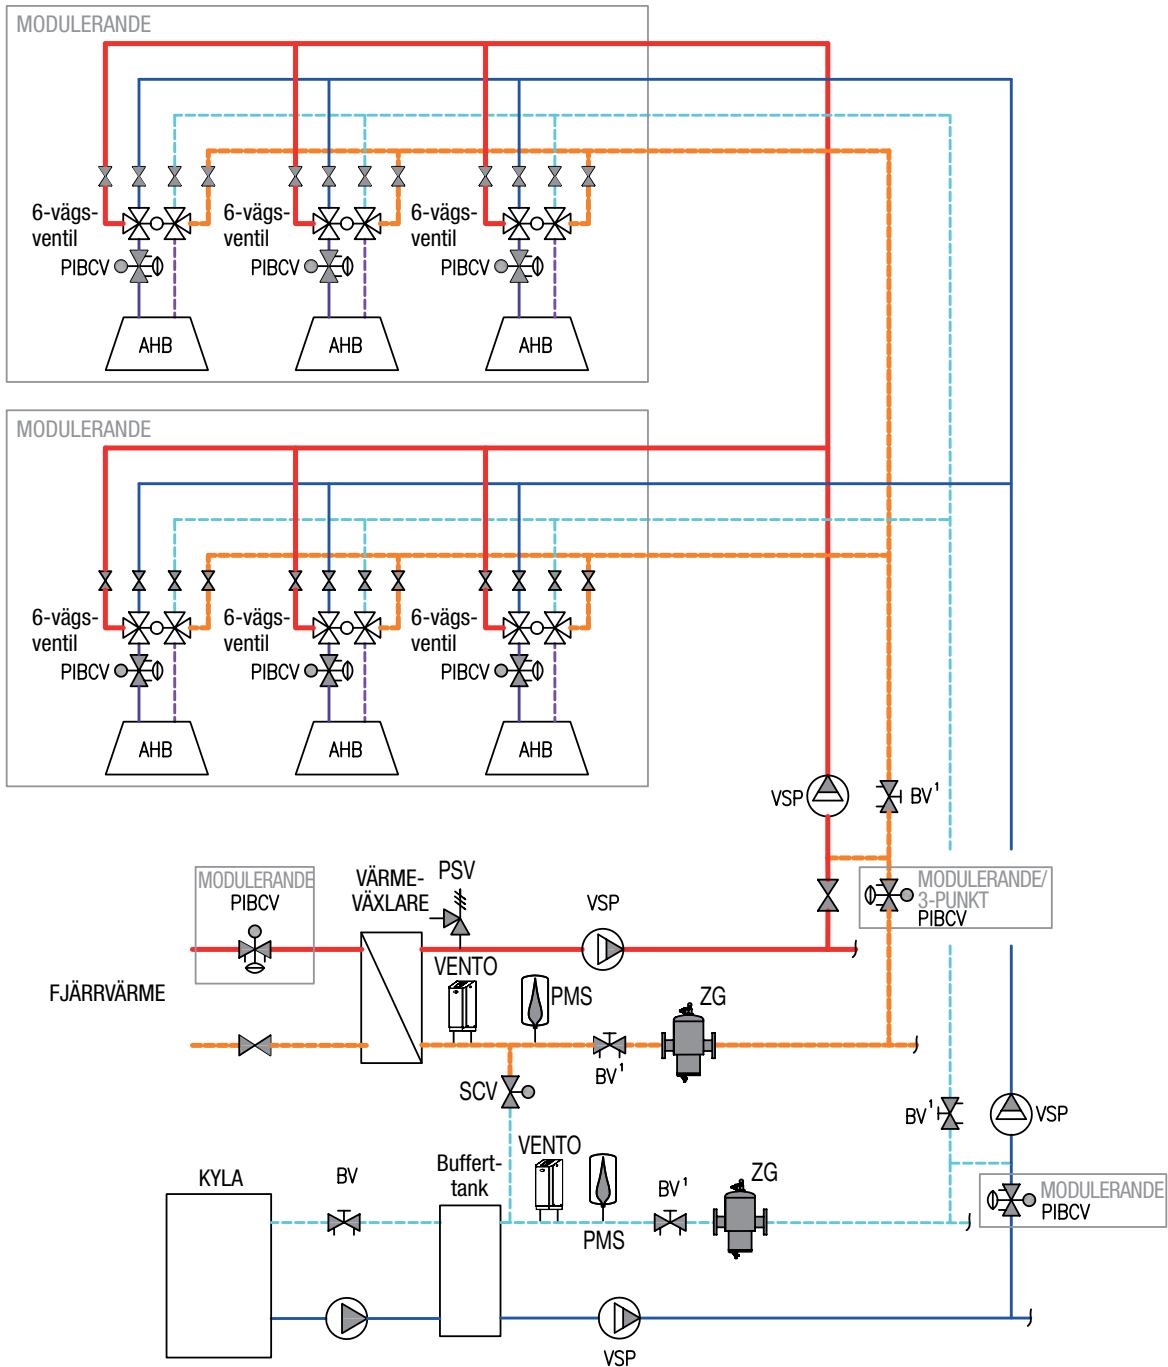 MODULERANDE
6-vägs-
ventil
6-vägs-
ventil
6-vägs-
ventil
PIBCV
PIBCV
PIBCV
AHB
AHB
AHB
MODULERANDE
6-vägs-
ventil
6-vägs-
ventil
6-vägs-
ventil
PIBCV
PIBCV
PIBCV
AHB
AHB
AHB
VSP
BV¹
MODULERANDE
PIBCV
VÄRME-
VÄXLARE
PSV
VSP
MODULERANDE/
3-PUNKT
PIBCV
FJÄRRVÄRME
VENTO
PMS
ZG
BV¹
SCV
BV¹
VSP
KYLA
BV
Buffert-
tank
VENTO
PMS
BV¹
ZG
MODULERANDE
PIBCV
VSP